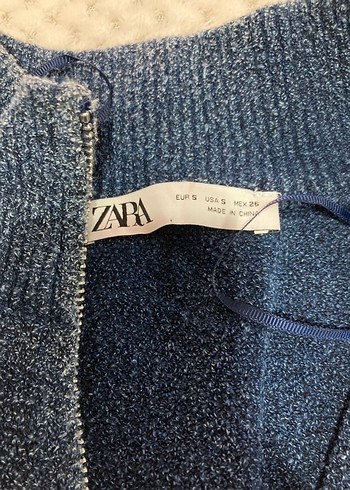 ZARA
EUR S USA S MEX 26
MADE IN CHINA